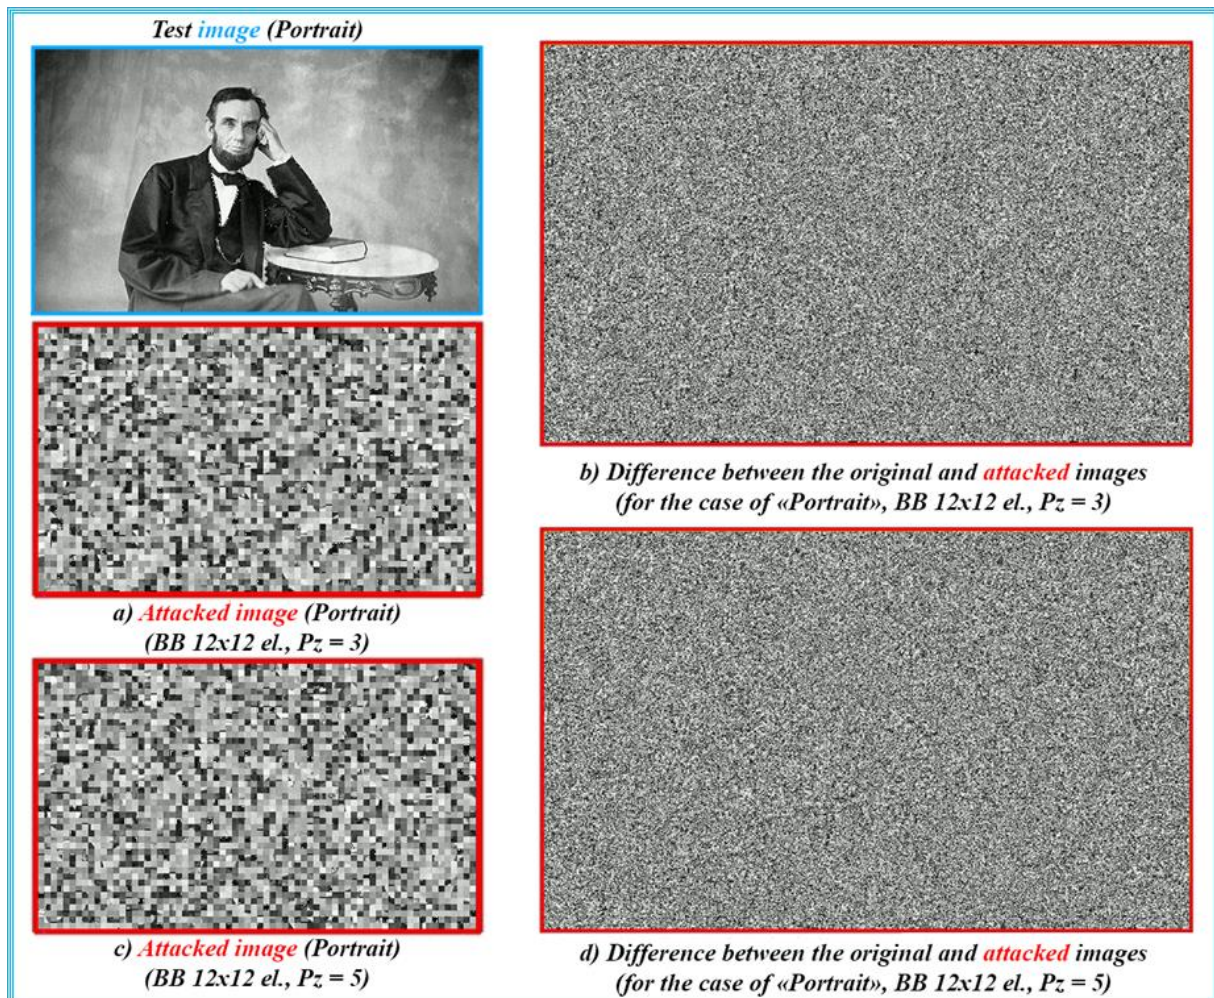 Test image (Portrait)
a) Attacked image (Portrait)
(BB 12x12 el., Pz = 3)
c) Attacked image (Portrait)
(BB 12x12 el., Pz = 5)
b) Difference between the original and attacked images
(for the case of «Portrait», BB 12x12 el., Pz = 3)
d) Difference between the original and attacked images
(for the case of «Portrait», BB 12x12 el., Pz = 5)